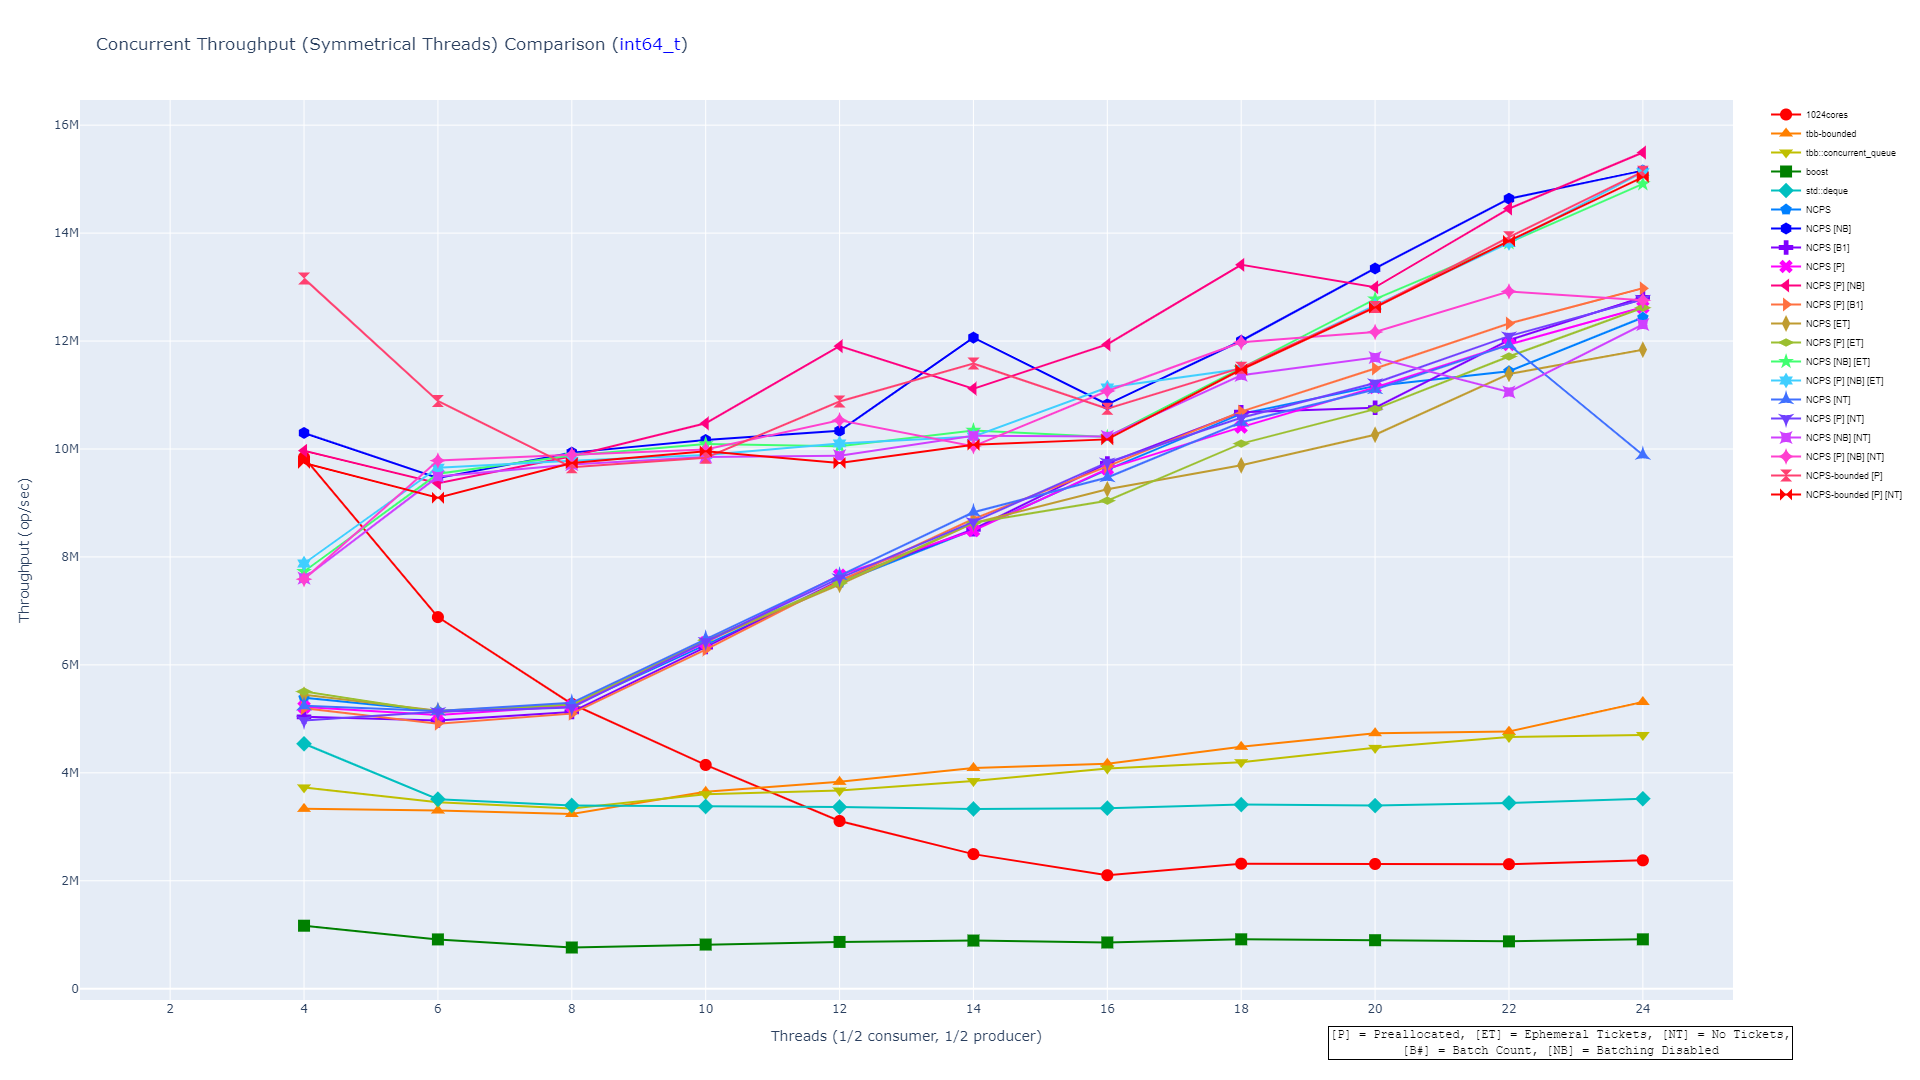 Concurrent Throughput (Symmetrical Threads) Comparison (int64_t)
16M
14M
12M
10M
8M
6M
4M
2M
0
Throughput (op/sec)
2 4 6 8 10 12 14 16 18 20 22 24
Threads (1/2 consumer, 1/2 producer)
1024cores
tbb-bounded
tbb::concurrent_queue
boost
std::deque
NCPS
NCPS [NB]
NCPS [B1]
NCPS [P]
NCPS [P] [NB]
NCPS [P] [B1]
NCPS [ET]
NCPS [P] [ET]
NCPS [NB] [ET]
NCPS [P] [NB] [ET]
NCPS [NT]
NCPS [P] [NT]
NCPS [NB] [NT]
NCPS [P] [NB] [NT]
NCPS-bounded [P]
NCPS-bounded [P] [NT]
[P] = Preallocated, [ET] = Ephemeral Tickets, [NT] = No Tickets,
[B#] = Batch Count, [NB] = Batching Disabled